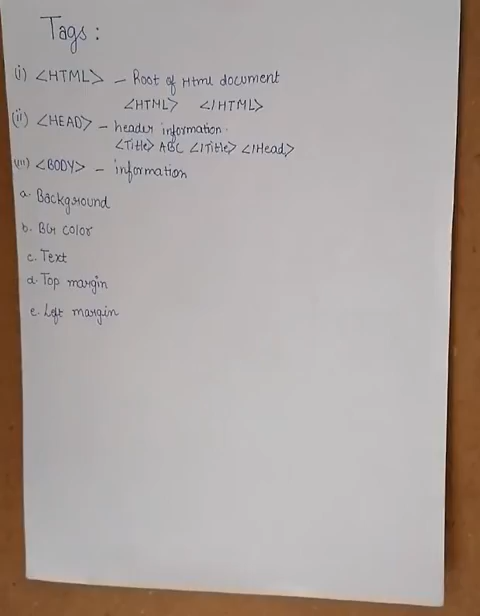 Tags :
(i) <HTML> – Root of Html document
<HTML> </HTML>
(ii) <HEAD> – header information.
<Title> ABC </Title> </Head>
(iii) <BODY> – information
a. Background
b. BG color
c. Text
d. Top margin
e. Left margin